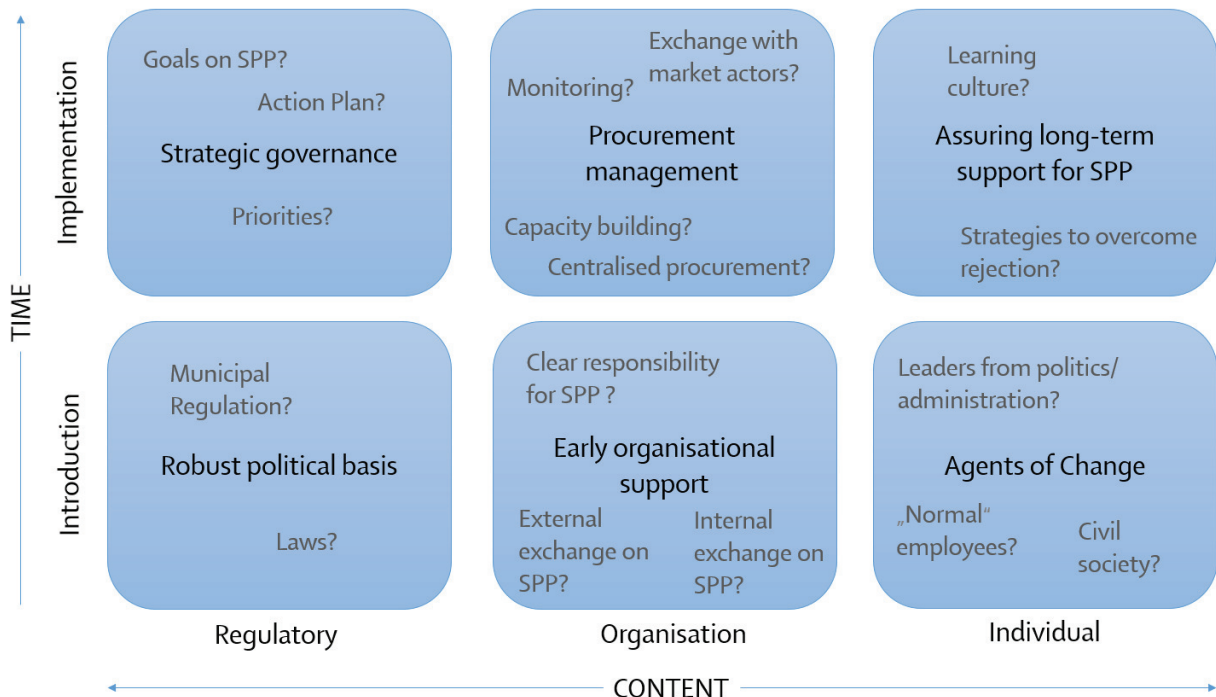 TIME
Implementation
Goals on SPP?
Action Plan?
Strategic governance
Priorities?
Exchange with
market actors?
Monitoring?
Procurement
management
Capacity building?
Centralised procurement?
Learning
culture?
Assuring long-term
support for SPP
Strategies to overcome
rejection?
Introduction
Municipal
Regulation?
Robust political basis
Laws?
Clear responsibility
for SPP ?
Early organisational
support
External
exchange on
SPP?
Internal
exchange on
SPP?
Leaders from politics/
administration?
Agents of Change
„Normal“
employees?
Civil
society?
Regulatory
Organisation
Individual
CONTENT